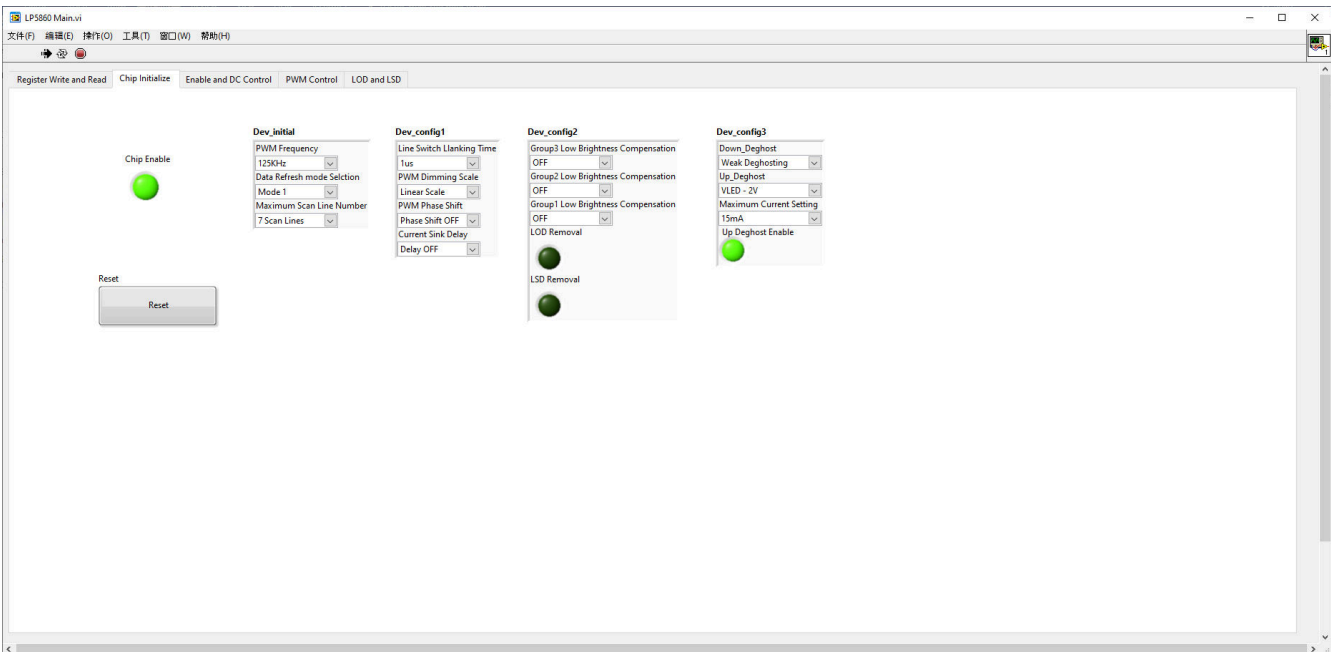 LP5860 Main.vi
文件(F) 编辑(E) 操作(O) 工具(T) 窗口(W) 帮助(H)
Register Write and Read Chip Initialize Enable and DC Control PWM Control LOD and LSD
Chip Enable
Reset
Reset
Dev_initial
PWM Frequency
125KHz
Data Refresh mode Selction
Mode 1
Maximum Scan Line Number
7 Scan Lines
Dev_config1
Line Switch Llanking Time
1us
PWM Dimming Scale
Linear Scale
PWM Phase Shift
Phase Shift OFF
Current Sink Delay
Delay OFF
Dev_config2
Group3 Low Brightness Compensation
OFF
Group2 Low Brightness Compensation
OFF
Group1 Low Brightness Compensation
OFF
LOD Removal
LSD Removal
Dev_config3
Down_Deghost
Weak Deghosting
Up_Deghost
VLED - 2V
Maximum Current Setting
15mA
Up Deghost Enable
1